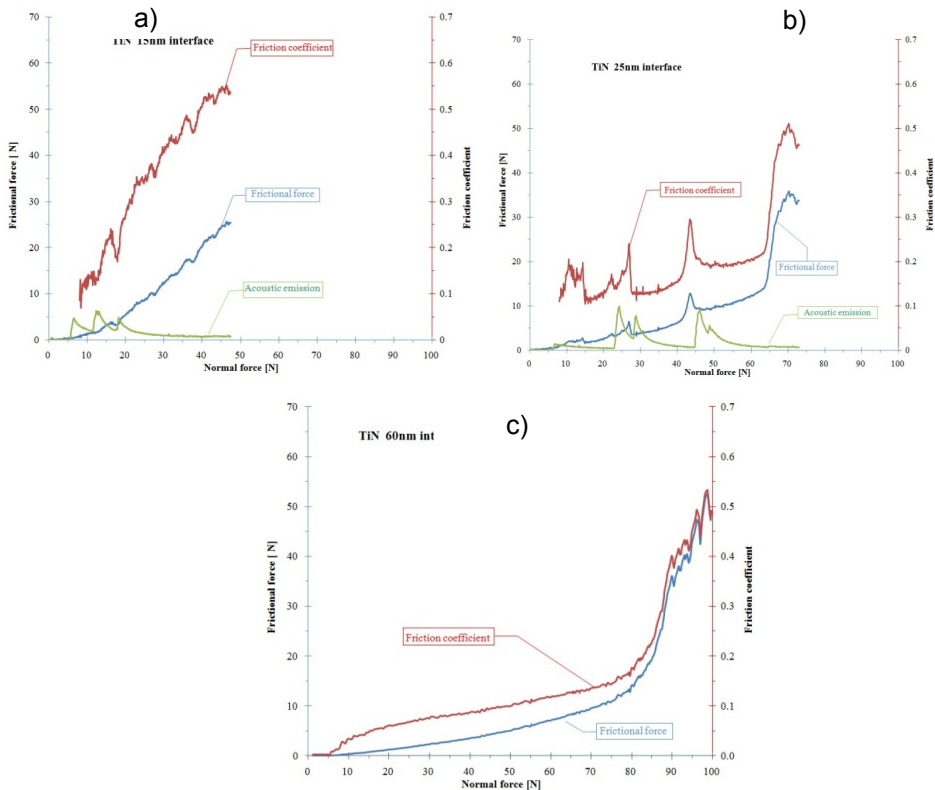 a)
TiN 15nm interface
Friction coefficient
Frictional force
Acoustic emission
Frictional force [ N]
Friction coefficient
Normal force [N]
70
60
50
40
30
20
10
0
0.7
0.6
0.5
0.4
0.3
0.2
0.1
0
0 10 20 30 40 50 60 70 80 90 100
b)
TiN 25nm interface
Friction coefficient
Frictional force
Acoustic emission
Frictional force [N]
Friction coefficient
Normal force [N]
70
60
50
40
30
20
10
0
0.7
0.6
0.5
0.4
0.3
0.2
0.1
0
0 10 20 30 40 50 60 70 80 90 100
c)
TiN 60nm int
Friction coefficient
Frictional force
Frictional force [ N]
Friction coefficient
Normal force [N]
70
60
50
40
30
20
10
0
0.7
0.6
0.5
0.4
0.3
0.2
0.1
0.0
0 10 20 30 40 50 60 70 80 90 100